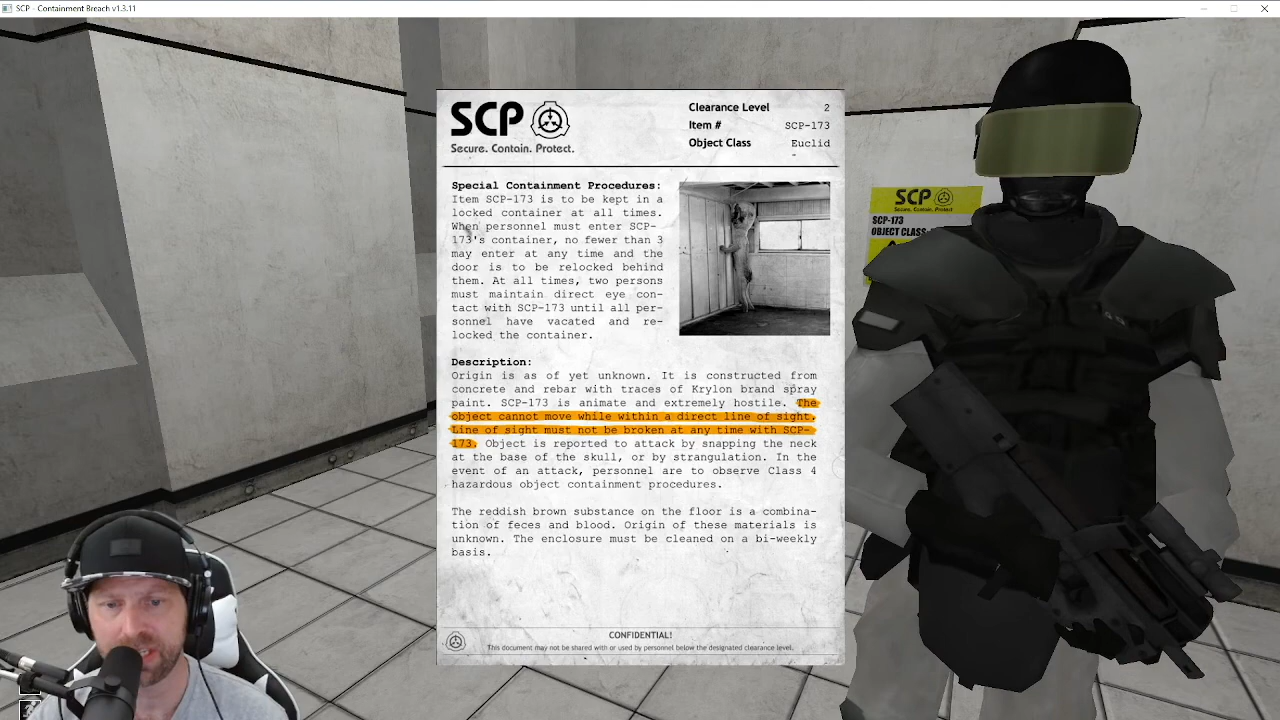 SCP - Containment Breach v1.3.11
SCP
Secure. Contain. Protect.
Clearance Level 2
Item # SCP-173
Object Class Euclid
Special Containment Procedures:
Item SCP-173 is to be kept in a
locked container at all times.
When personnel must enter SCP-
173's container, no fewer than 3
may enter at any time and the
door is to be relocked behind
them. At all times, two persons
must maintain direct eye con-
tact with SCP-173 until all per-
sonnel have vacated and re-
locked the container.
Description:
Origin is as of yet unknown. It is constructed from
concrete and rebar with traces of Krylon brand spray
paint. SCP-173 is animate and extremely hostile. The
object cannot move while within a direct line of sight.
Line of sight must not be broken at any time with SCP-
173. Object is reported to attack by snapping the neck
at the base of the skull, or by strangulation. In the
event of an attack, personnel are to observe Class 4
hazardous object containment procedures.
The reddish brown substance on the floor is a combina-
tion of feces and blood. Origin of these materials is
unknown. The enclosure must be cleaned on a bi-weekly
basis.
CONFIDENTIAL!
This document may not be shared with or used by personnel below the designated clearance level.
SCP
Secure. Contain. Protect
SCP-173
OBJECT CLASS